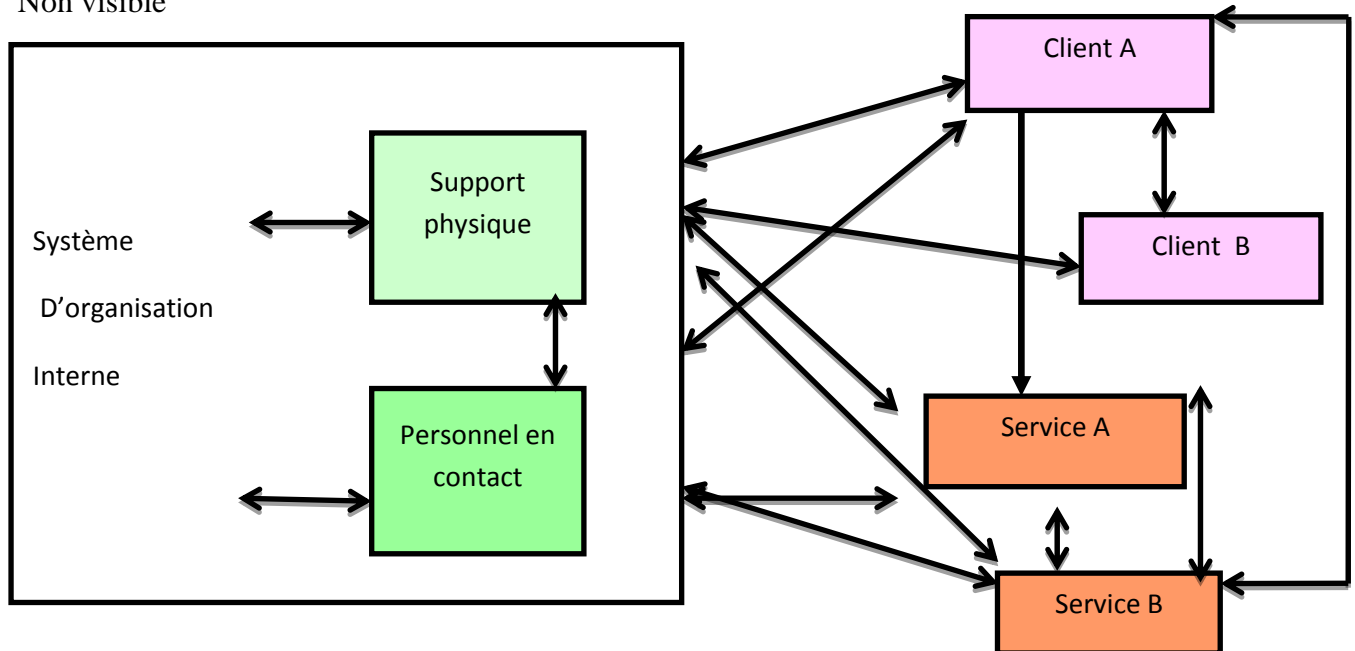 Non visible
Client A
Support
physique
Système
Client B
D’organisation
Interne
Personnel en
contact
Service A
Service B